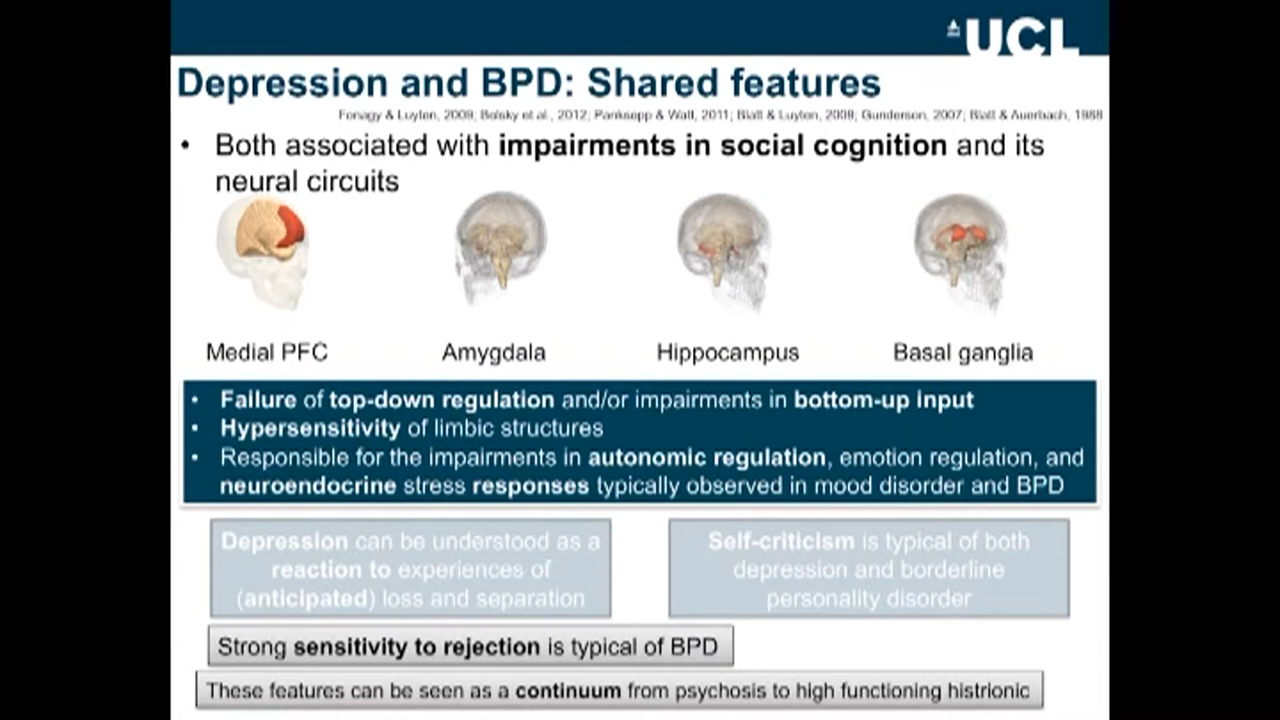 UCL
Depression and BPD: Shared features
Fonagy & Luyten, 2009; Belsky et al., 2012; Panksepp & Watt, 2011; Blatt & Luyten, 2009; Gunderson, 2007; Blatt & Auerbach, 1988
• Both associated with impairments in social cognition and its
neural circuits
Medial PFC
Amygdala
Hippocampus
Basal ganglia
• Failure of top-down regulation and/or impairments in bottom-up input
• Hypersensitivity of limbic structures
• Responsible for the impairments in autonomic regulation, emotion regulation, and
neuroendocrine stress responses typically observed in mood disorder and BPD
Depression can be understood as a
reaction to experiences of
(anticipated) loss and separation
Self-criticism is typical of both
depression and borderline
personality disorder
Strong sensitivity to rejection is typical of BPD
These features can be seen as a continuum from psychosis to high functioning histrionic